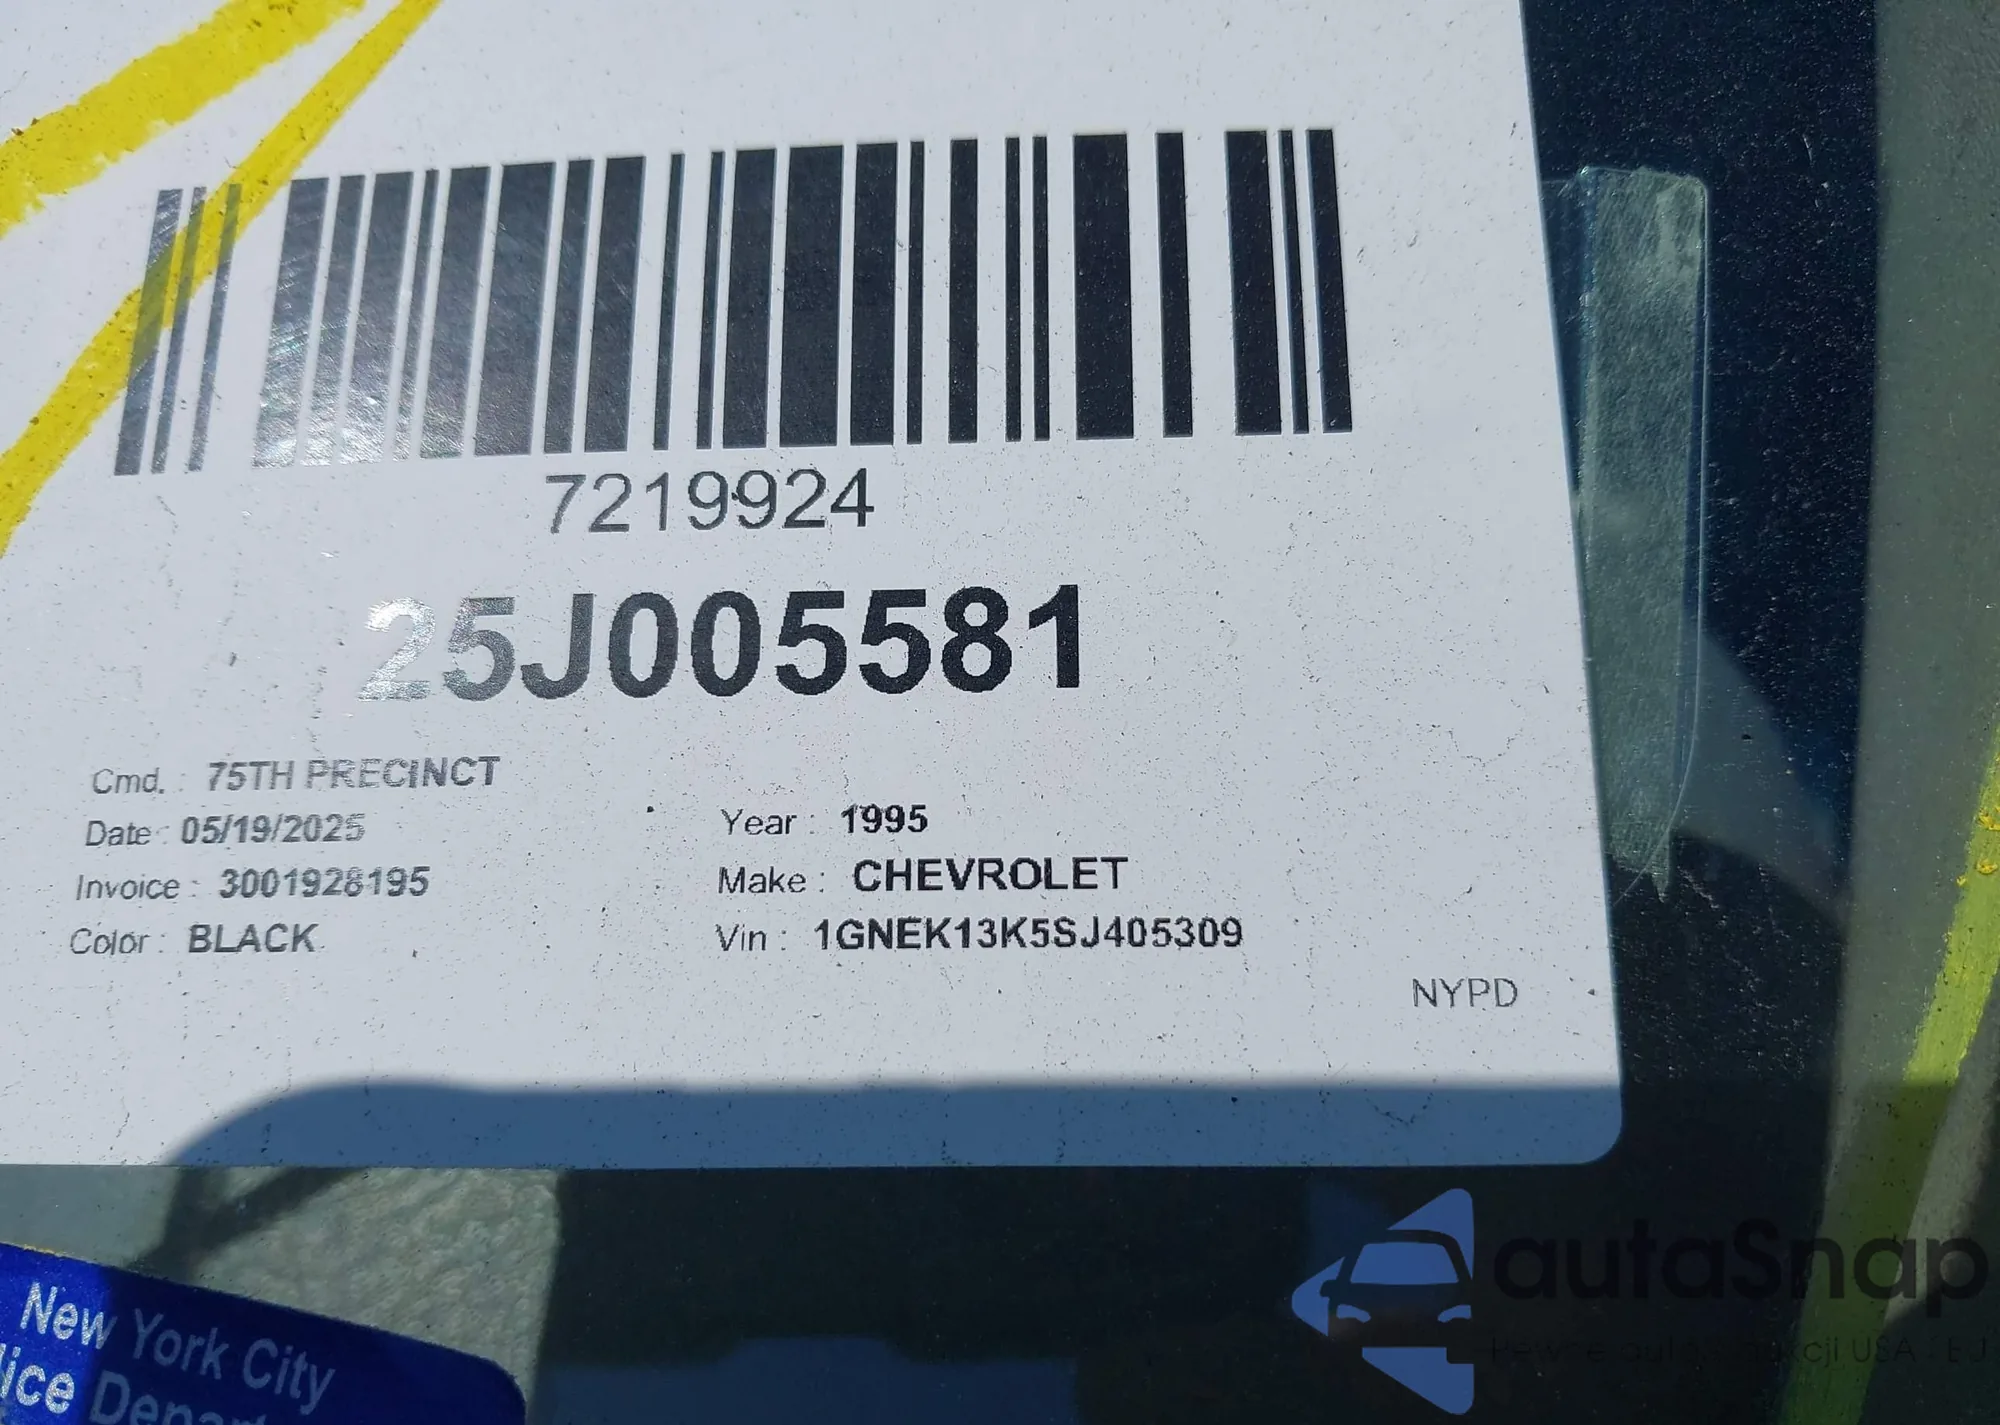 7219924
25J005581
Cmd. : 75TH PRECINCT
Date : 05/19/2025
Invoice : 3001928195
Color : BLACK
Year : 1995
Make : CHEVROLET
Vin : 1GNEK13K5SJ405309
NYPD
New York City
autaSnap
USA